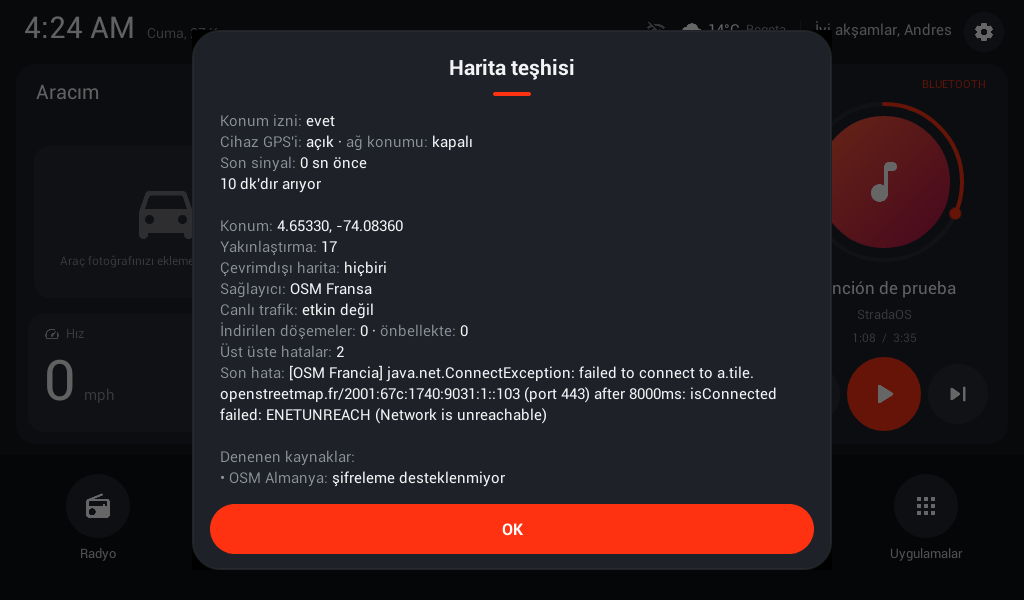 4:24 AM
Cuma,
14°C Bogota
İyi akşamlar, Andres
Aracım
Harita teşhisi
BLUETOOTH
Konum izni: evet
Cihaz GPS'i: açık · ağ konumu: kapalı
Son sinyal: 0 sn önce
10 dk'dır arıyor
Konum: 4.65330, -74.08360
Yakınlaştırma: 17
Çevrimdışı harita: hiçbiri
Sağlayıcı: OSM Fransa
Canlı trafik: etkin değil
İndirilen döşemeler: 0 · önbellekte: 0
Üst üste hatalar: 2
Son hata: [OSM Francia] java.net.ConnectException: failed to connect to a.tile.
openstreetmap.fr/2001:67c:1740:9031:1::103 (port 443) after 8000ms: isConnected
failed: ENETUNREACH (Network is unreachable)
Denenen kaynaklar:
• OSM Almanya: şifreleme desteklenmiyor
OK
Araç fotoğrafınızı ekleme
Hız
0 mph
nción de prueba
StradaOS
1:08 / 3:35
Radyo
Uygulamalar